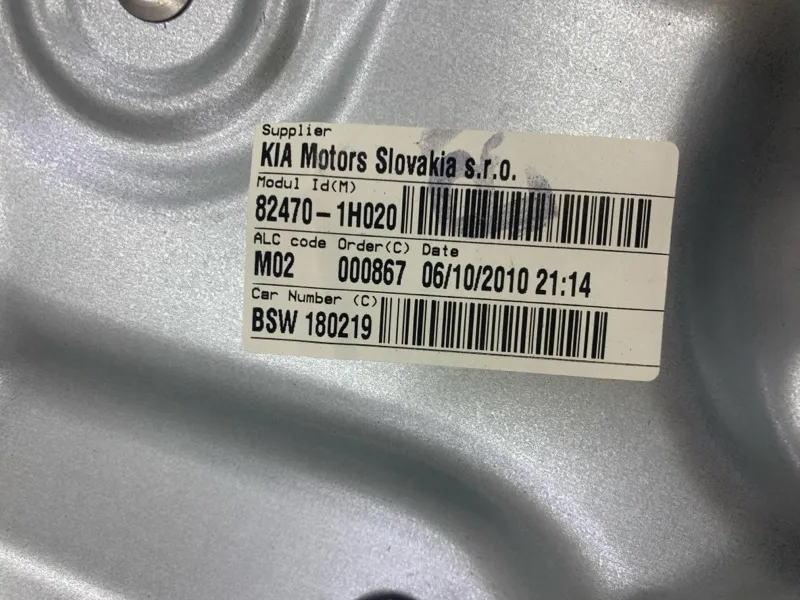 Supplier
KIA Motors Slovakia s.r.o.
Modul Id(M)
82470-1H020
ALC code Order(C) Date
M02 000867 06/10/2010 21:14
Car Number (C)
BSW 180219